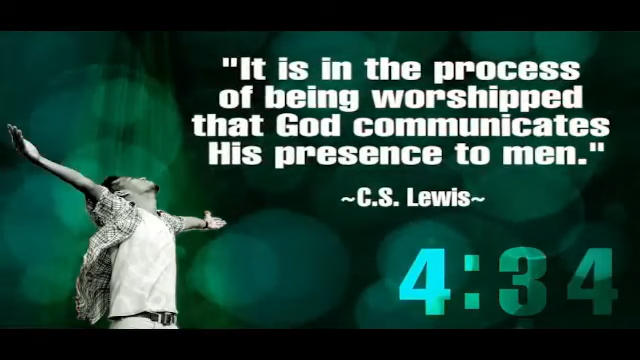 "It is in the process
of being worshipped
that God communicates
His presence to men."
~C.S. Lewis~
4:34